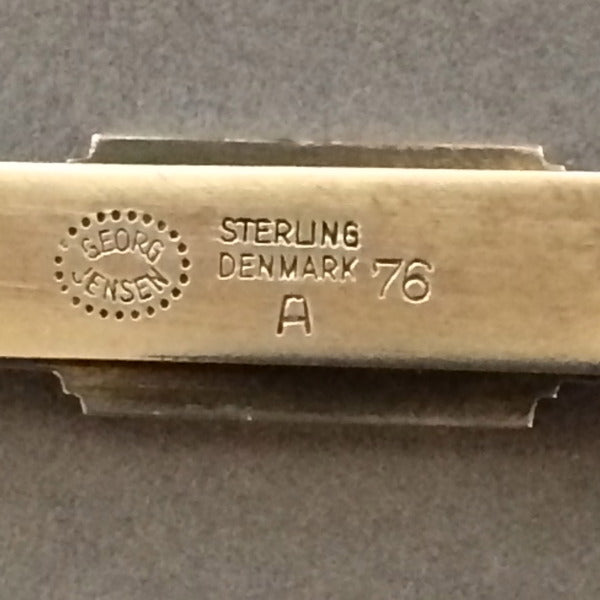 GEORG
JENSEN
STERLING
DENMARK 76
A